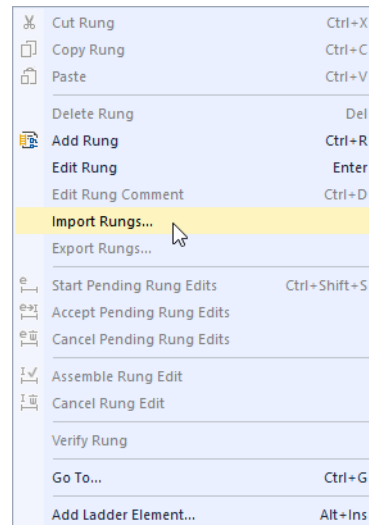 Cut Rung Ctrl+X
Copy Rung Ctrl+C
Paste Ctrl+V
Delete Rung Del
Add Rung Ctrl+R
Edit Rung Enter
Edit Rung Comment Ctrl+D
Import Rungs...
Export Rungs...
Start Pending Rung Edits Ctrl+Shift+S
Accept Pending Rung Edits
Cancel Pending Rung Edits
Assemble Rung Edit
Cancel Rung Edit
Verify Rung
Go To... Ctrl+G
Add Ladder Element... Alt+Ins